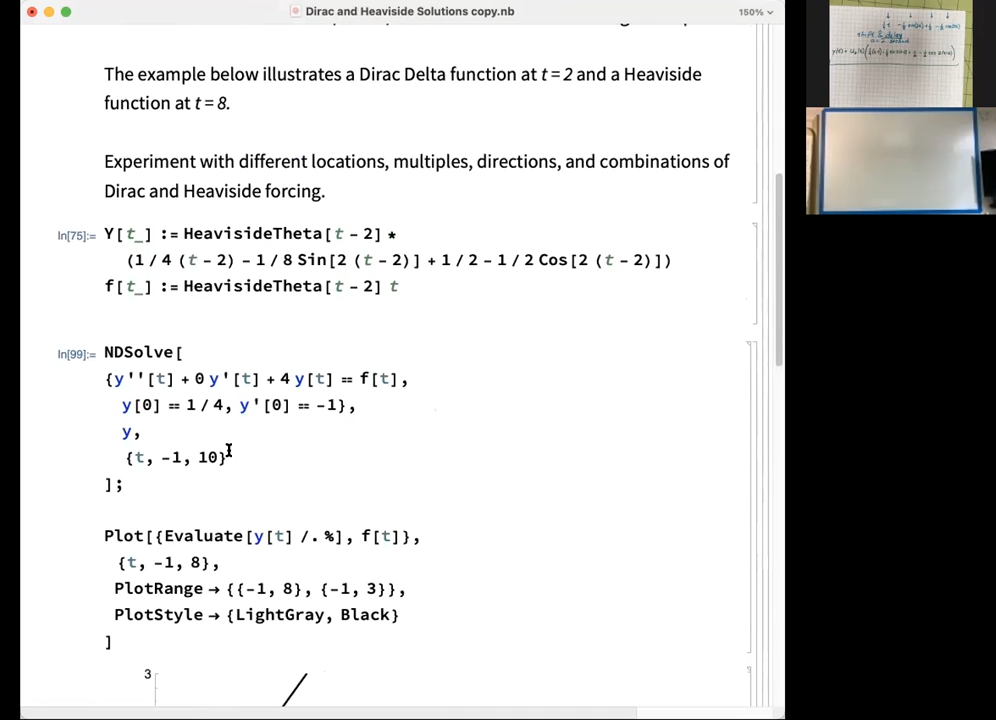 Dirac and Heaviside Solutions copy.nb
150%
The example below illustrates a Dirac Delta function at t = 2 and a Heaviside
function at t = 8.
Experiment with different locations, multiples, directions, and combinations of
Dirac and Heaviside forcing.
In[75]:= Y[t_] := HeavisideTheta[t - 2] *
(1 / 4 (t - 2) - 1 / 8 Sin[2 (t - 2)] + 1 / 2 - 1 / 2 Cos[2 (t - 2)])
f[t_] := HeavisideTheta[t - 2] t
In[99]:= NDSolve[
{y''[t] + 0 y'[t] + 4 y[t] == f[t],
y[0] == 1 / 4, y'[0] == -1},
y,
{t, -1, 10}
];
Plot[{Evaluate[y[t] /. %], f[t]},
{t, -1, 8},
PlotRange → {{-1, 8}, {-1, 3}},
PlotStyle → {LightGray, Black}
]
3